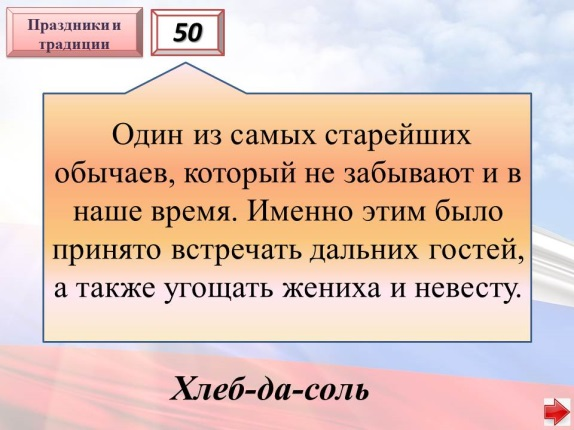 Праздники и
традиции
50
Один из самых старейших
обычаев, который не забывают и в
наше время. Именно этим было
принято встречать дальних гостей,
а также угощать жениха и невесту.
Хлеб-да-соль